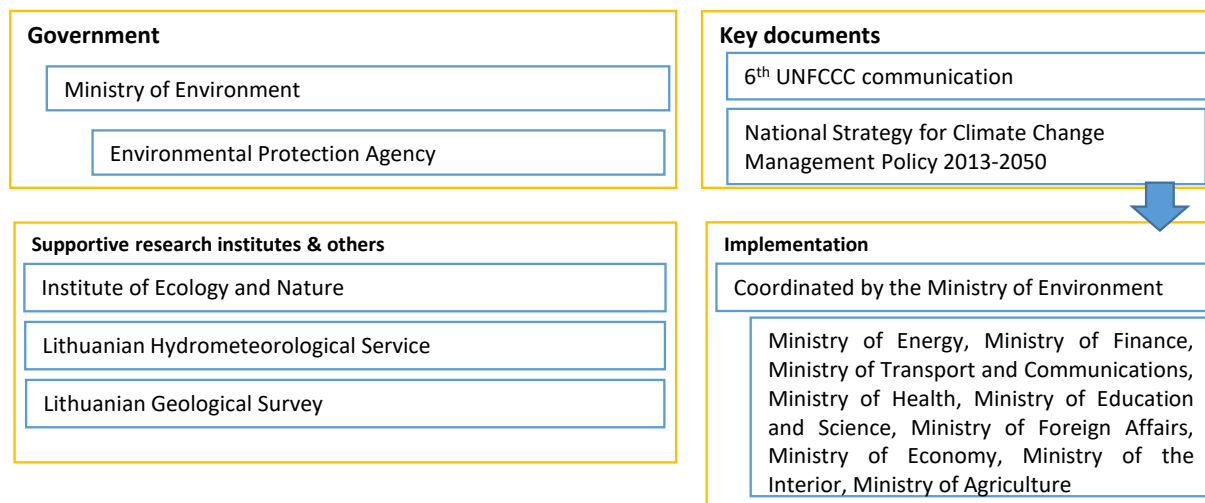 Government
Ministry of Environment
Environmental Protection Agency
Key documents
6th UNFCCC communication
National Strategy for Climate Change
Management Policy 2013-2050
Supportive research institutes & others
Institute of Ecology and Nature
Lithuanian Hydrometeorological Service
Lithuanian Geological Survey
Implementation
Coordinated by the Ministry of Environment
Ministry of Energy, Ministry of Finance,
Ministry of Transport and Communications,
Ministry of Health, Ministry of Education
and Science, Ministry of Foreign Affairs,
Ministry of Economy, Ministry of the
Interior, Ministry of Agriculture